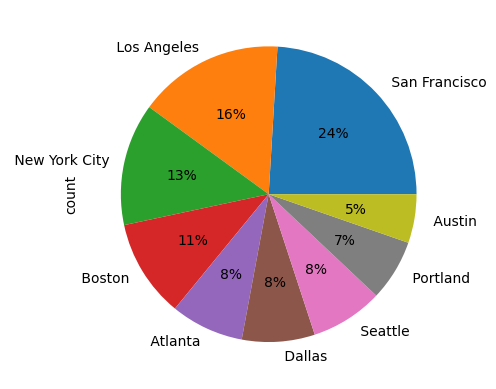 San Francisco
24%
Los Angeles
16%
New York City
13%
Boston
11%
Atlanta
8%
Dallas
8%
Seattle
8%
Portland
7%
Austin
5%
count